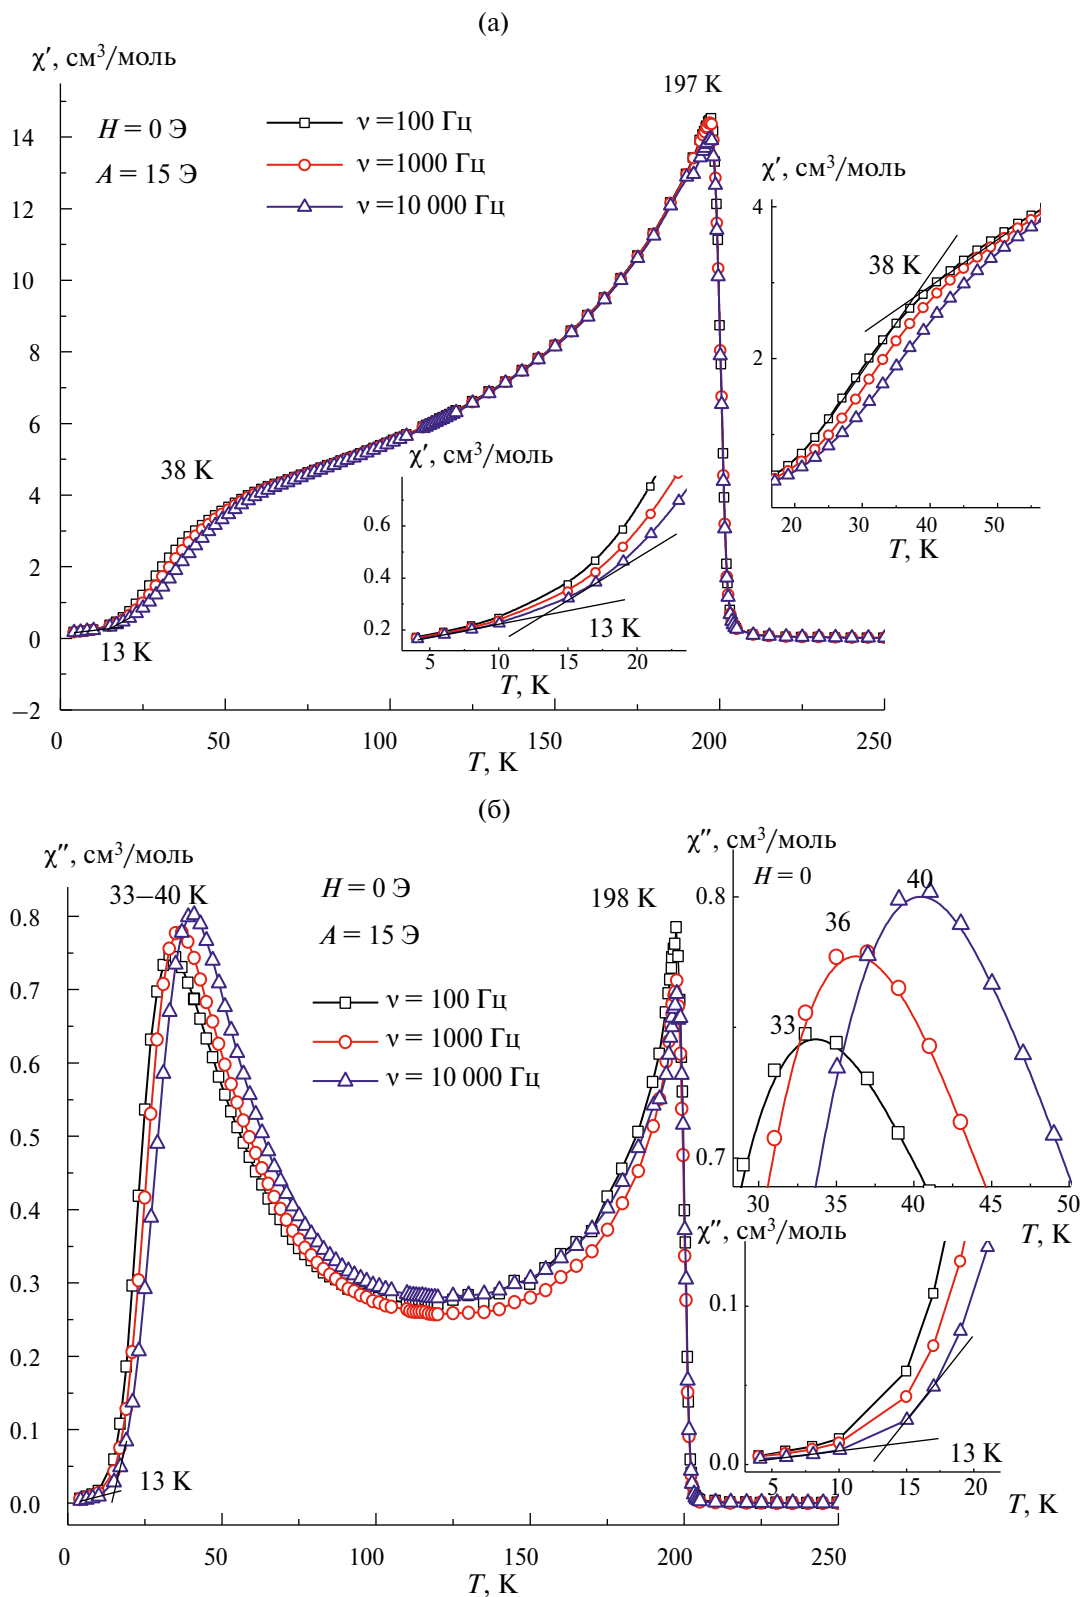 (а)
χ′, см³/моль
H = 0 Э
A = 15 Э
ν = 100 Гц
ν = 1000 Гц
ν = 10 000 Гц
197 K
14
12
10
8
6
4
2
0
−2
38 K
13 K
0
50
100
150
200
250
T, K
χ′, см³/моль
0.6
0.4
0.2
13 K
5
10
15
20
T, K
χ′, см³/моль
4
2
38 K
20
30
40
50
T, K
(б)
χ″, см³/моль
33–40 K
H = 0 Э
A = 15 Э
ν = 100 Гц
ν = 1000 Гц
ν = 10 000 Гц
198 K
0.8
0.7
0.6
0.5
0.4
0.3
0.2
0.1
0.0
13 K
0
50
100
150
200
250
T, K
χ″, см³/моль
H = 0
0.8
0.7
33
36
40
30
35
40
45
50
T, K
χ″, см³/моль
0.1
0.0
13 K
5
10
15
20
T, K